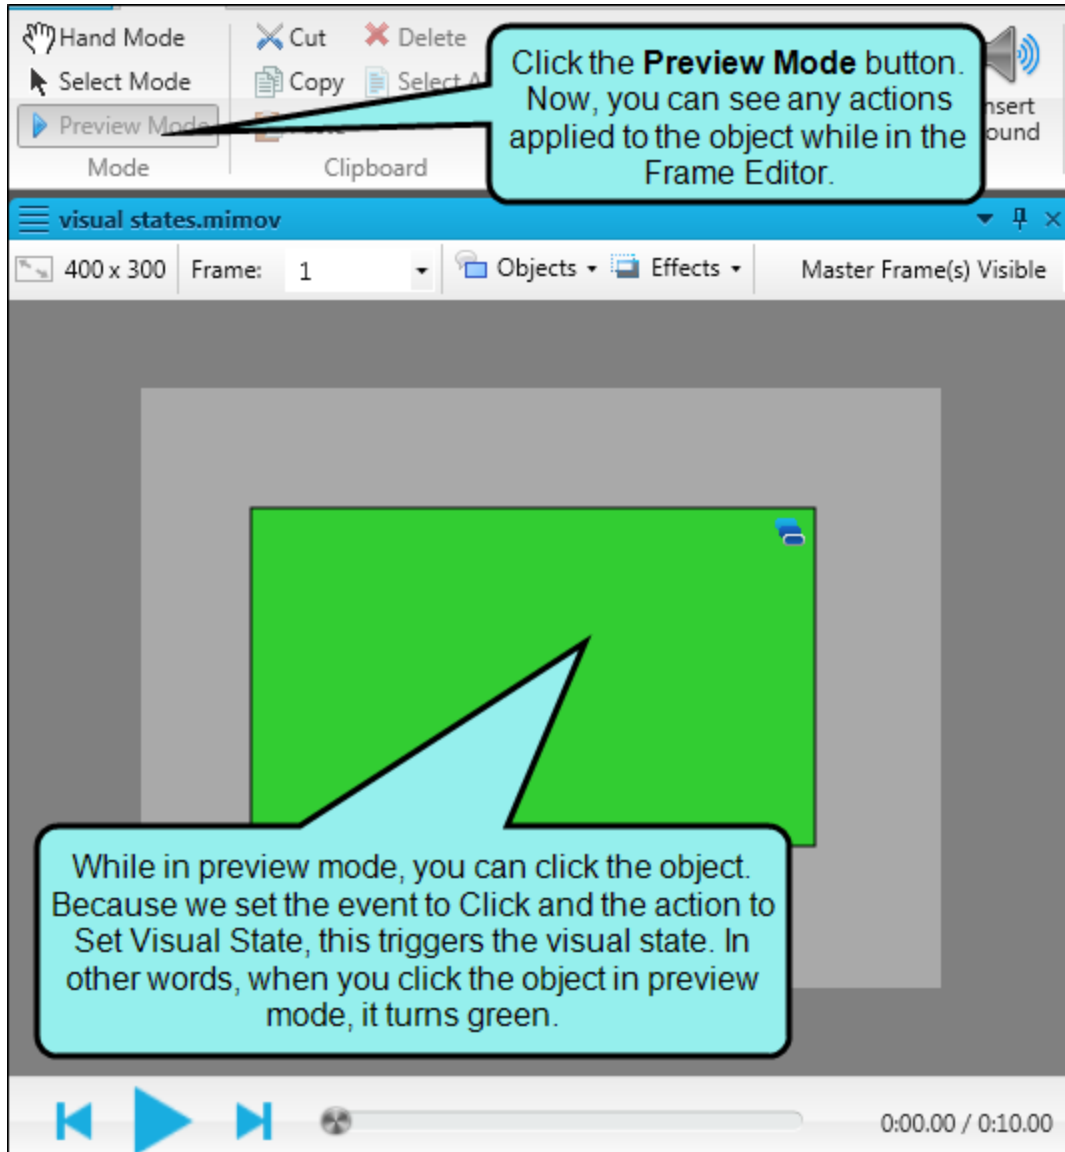 Hand Mode
Cut
Delete
Select Mode
Copy
Select A
Preview Mode
Mode
Clipboard
nsert
ound
Click the Preview Mode button.
Now, you can see any actions
applied to the object while in the
Frame Editor.
visual states.mimov
400 x 300 Frame: 1 Objects Effects Master Frame(s) Visible
While in preview mode, you can click the object.
Because we set the event to Click and the action to
Set Visual State, this triggers the visual state. In
other words, when you click the object in preview
mode, it turns green.
0:00.00 / 0:10.00